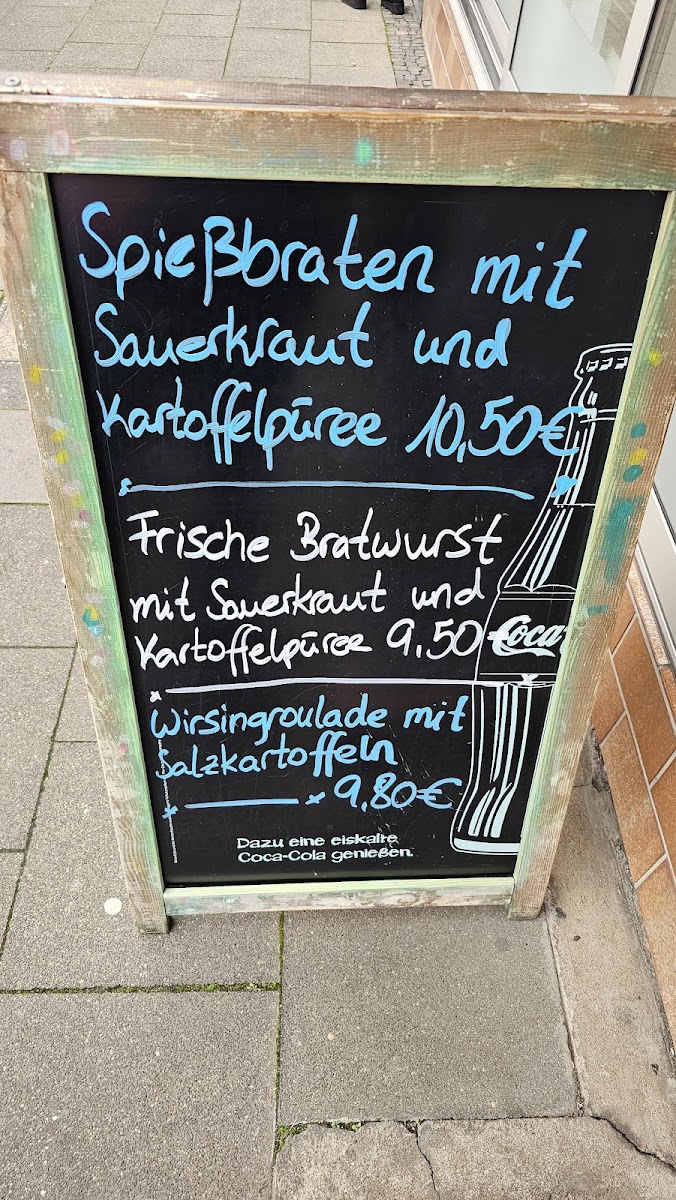 Spießbraten mit
Sauerkraut und
Kartoffelpüree 10,50€
Frische Bratwurst
mit Sauerkraut und
Kartoffelpüree 9,50€
Coca
Wirsingroulade mit
Salzkartoffeln
9,80€
Dazu eine eiskalte
Coca-Cola genießen.